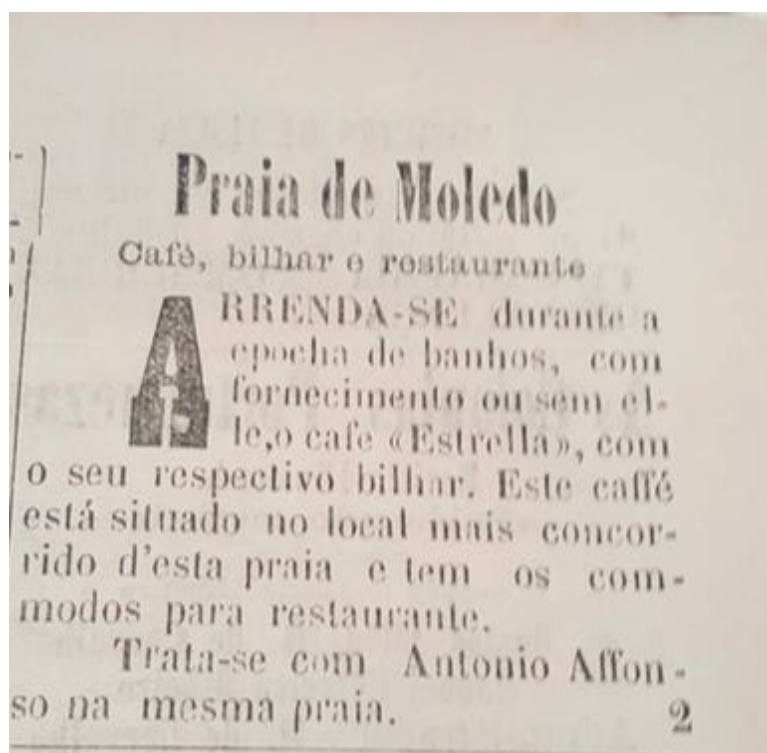 Praia de Moledo
Café, bilhar e restaurante
ARRENDA-SE durante a
epocha de banhos, com
fornecimento ou sem el-
le,o cafe «Estrella», com
o seu respectivo bilhar. Este caffé
está situado no local mais concor-
rido d'esta praia e tem os com-
modos para restaurante.
Trata-se com Antonio Affon-
so na mesma praia. 2